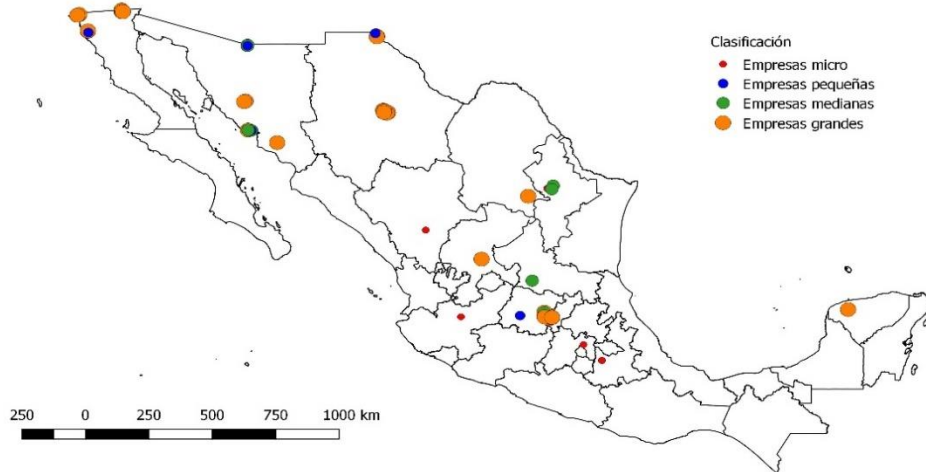 Clasificación
Empresas micro
Empresas pequeñas
Empresas medianas
Empresas grandes
250 0 250 500 750 1000 km